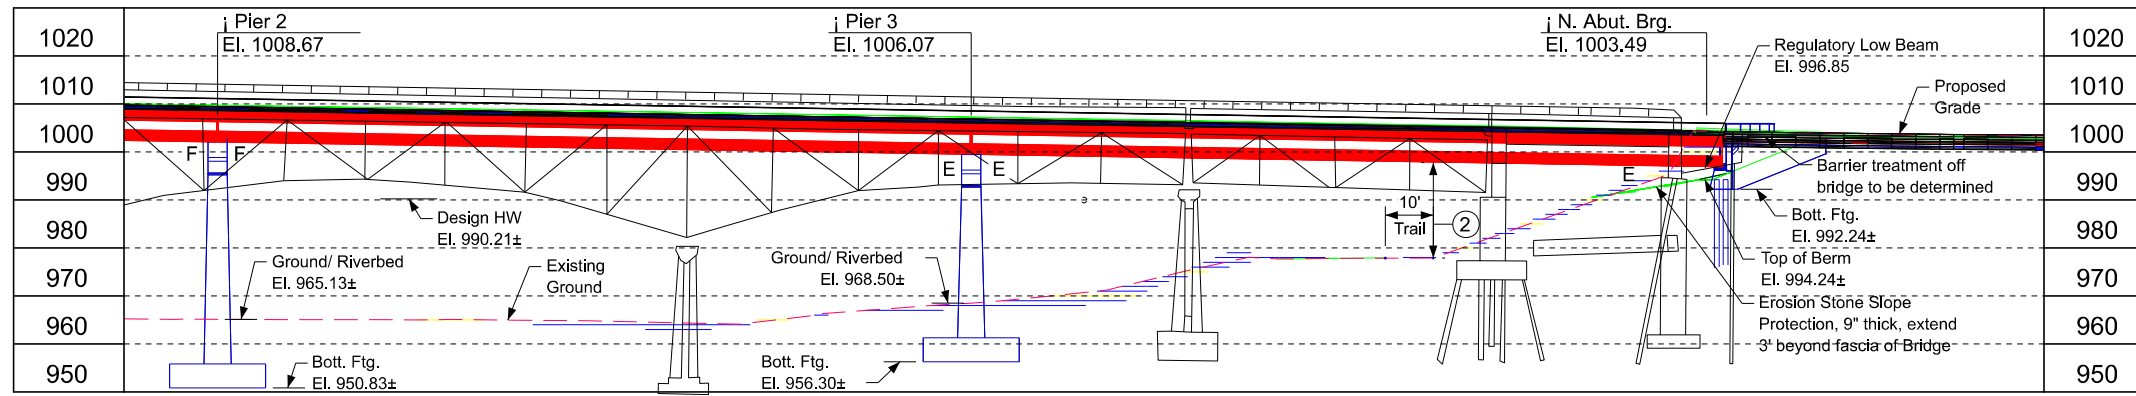 ¡ Pier 2
El. 1008.67
¡ Pier 3
El. 1006.07
¡ N. Abut. Brg.
El. 1003.49
1020
1010
1000
990
980
970
960
950
1020
1010
1000
990
980
970
960
950
Regulatory Low Beam
El. 996.85
Proposed
Grade
F F
E E
E
Barrier treatment off
bridge to be determined
Design HW
El. 990.21±
10'
Trail
2
Bott. Ftg.
El. 992.24±
Top of Berm
El. 994.24±
Ground/ Riverbed
El. 965.13±
Existing
Ground
Ground/ Riverbed
El. 968.50±
Erosion Stone Slope
Protection, 9" thick, extend
3' beyond fascia of Bridge
Bott. Ftg.
El. 950.83±
Bott. Ftg.
El. 956.30±